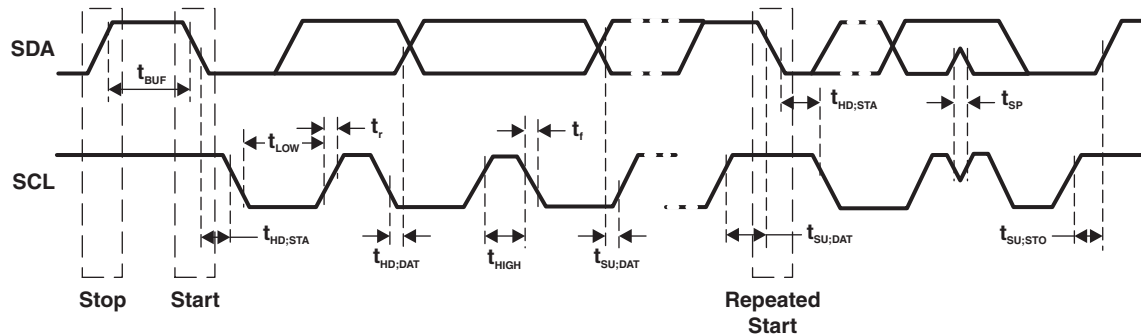 SDA
t_BUF
t_HD;STA
t_SP
t_LOW
t_r
t_f
SCL
t_HD;STA
t_HD;DAT
t_HIGH
t_SU;DAT
t_SU;DAT
t_SU;STO
Stop
Start
Repeated
Start